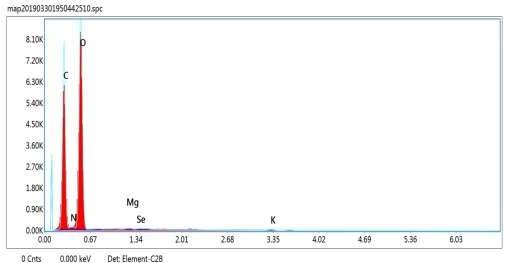 map201903301950442510.spc
8.10K
7.20K
6.30K
5.40K
4.50K
3.60K
2.70K
1.80K
0.90K
0.00K
O
C
N
Mg
Se
K
0.00 0.67 1.34 2.01 2.68 3.35 4.02 4.69 5.36 6.03
0 Cnts 0.000 keV Det: Element-C2B